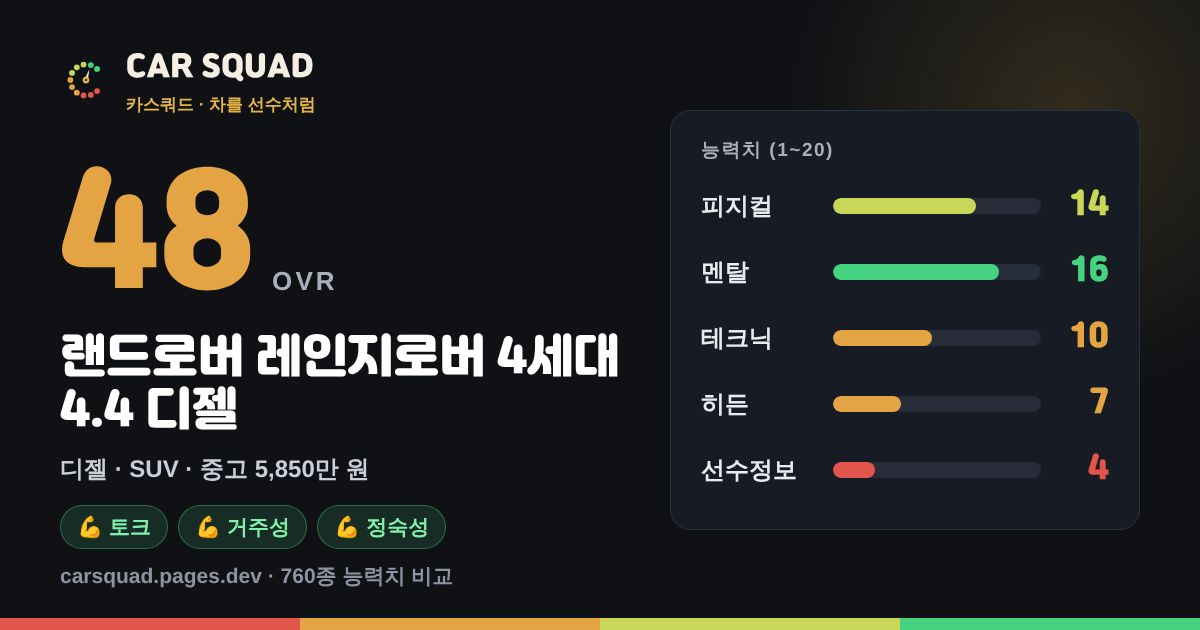 CAR SQUAD
카스쿼드 · 차를 선수처럼
48 OVR
랜드로버 레인지로버 4세대
4.4 디젤
디젤 · SUV · 중고 5,850만 원
💪 토크 💪 거주성 💪 정숙성
carsquad.pages.dev · 760종 능력치 비교
능력치 (1~20)
피지컬 14
멘탈 16
테크닉 10
히든 7
선수정보 4